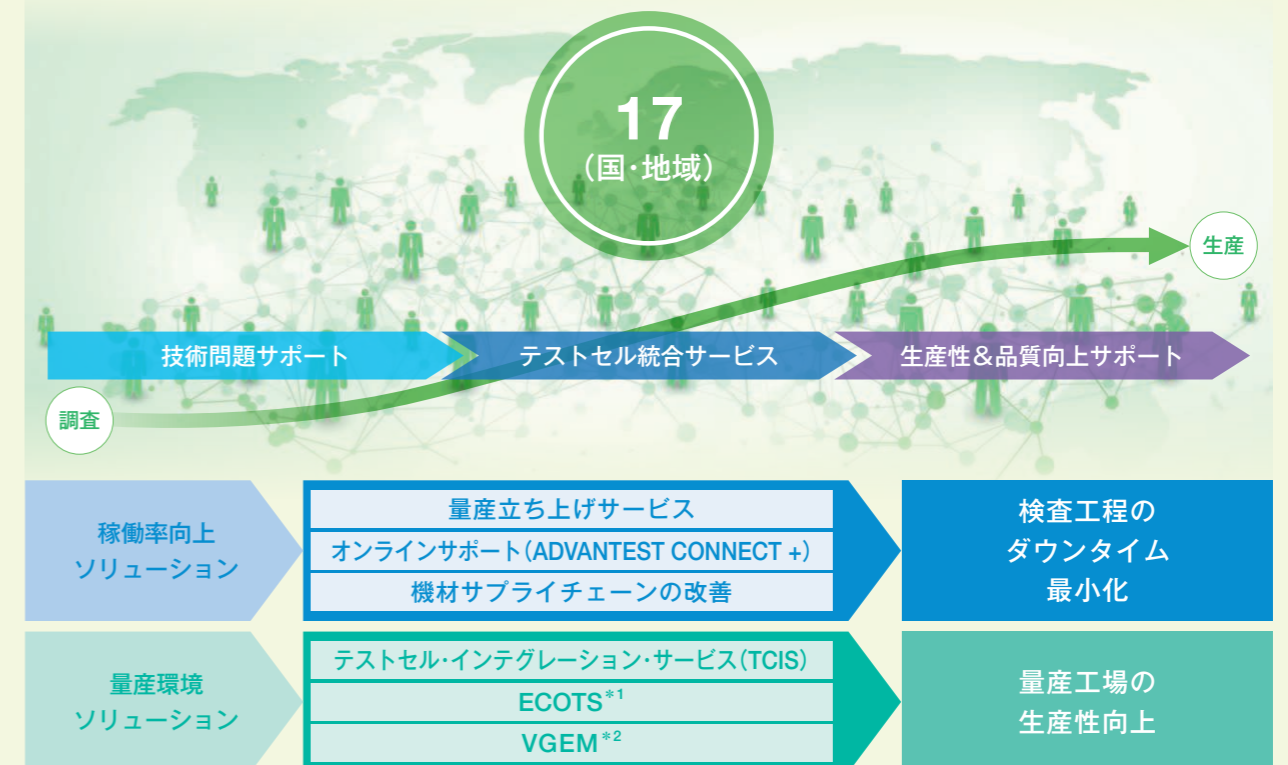 17
（国・地域）
生産
技術問題サポート
テストセル統合サービス
生産性＆品質向上サポート
調査
稼働率向上
ソリューション
量産立ち上げサービス
オンラインサポート（ADVANTEST CONNECT +）
機材サプライチェーンの改善
検査工程の
ダウンタイム
最小化
量産環境
ソリューション
テストセル・インテグレーション・サービス（TCIS）
ECOTS*1
VGEM*2
量産工場の
生産性向上